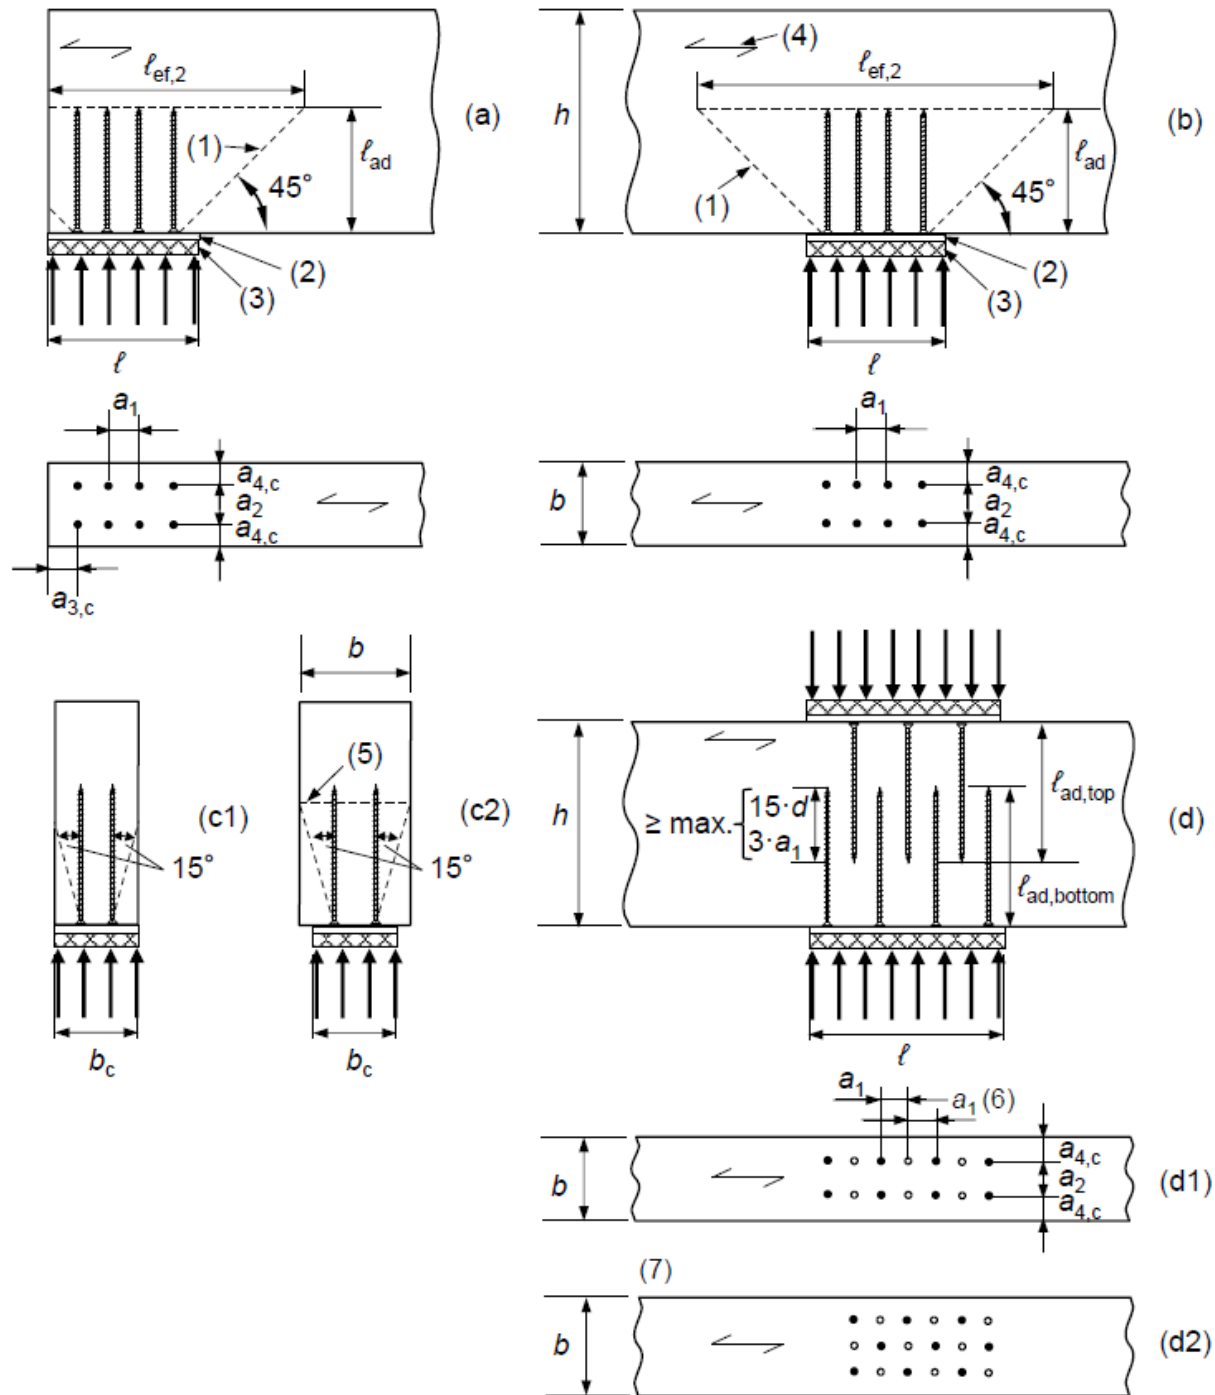 (4)
ℓef,2
ℓef,2
(a)
h
(b)
(1)
ℓad
ℓad
45°
(1)
45°
(2)
(2)
(3)
(3)
ℓ
ℓ
a1
a1
a4,c
a2
a4,c
b
a4,c
a2
a4,c
a3,c
b
(5)
(c1)
(c2)
15°
15°
bc
bc
h
≥ max. { 15·d
3·a1
ℓad,top
(d)
ℓad,bottom
ℓ
a1
a1 (6)
b
a4,c
a2
a4,c
(d1)
(7)
b
(d2)